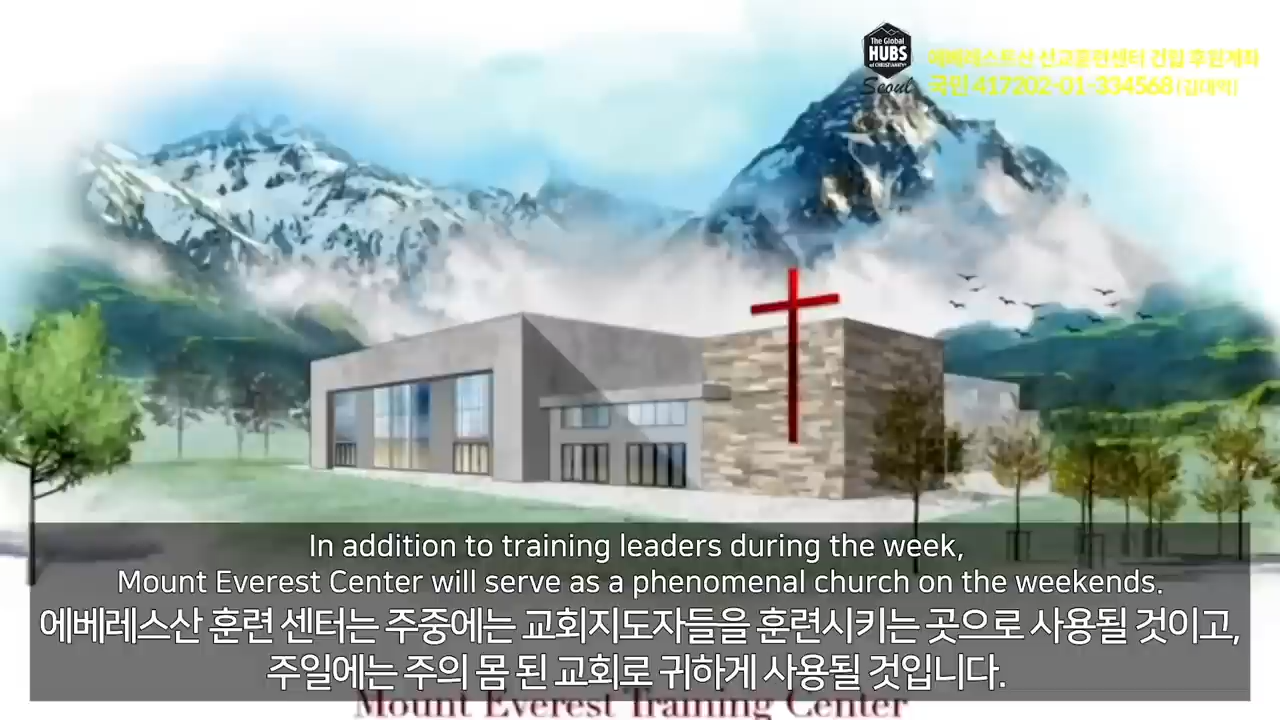 The Global
HUBS
of CHRISTIANITY
Seoul
에베레스트산 선교훈련센터 건립 후원계좌
국민 417202-01-334568 (김대덕)
In addition to training leaders during the week,
Mount Everest Center will serve as a phenomenal church on the weekends.
에베레스산 훈련 센터는 주중에는 교회지도자들을 훈련시키는 곳으로 사용될 것이고,
주일에는 주의 몸 된 교회로 귀하게 사용될 것입니다.
Mount Everest Training Center